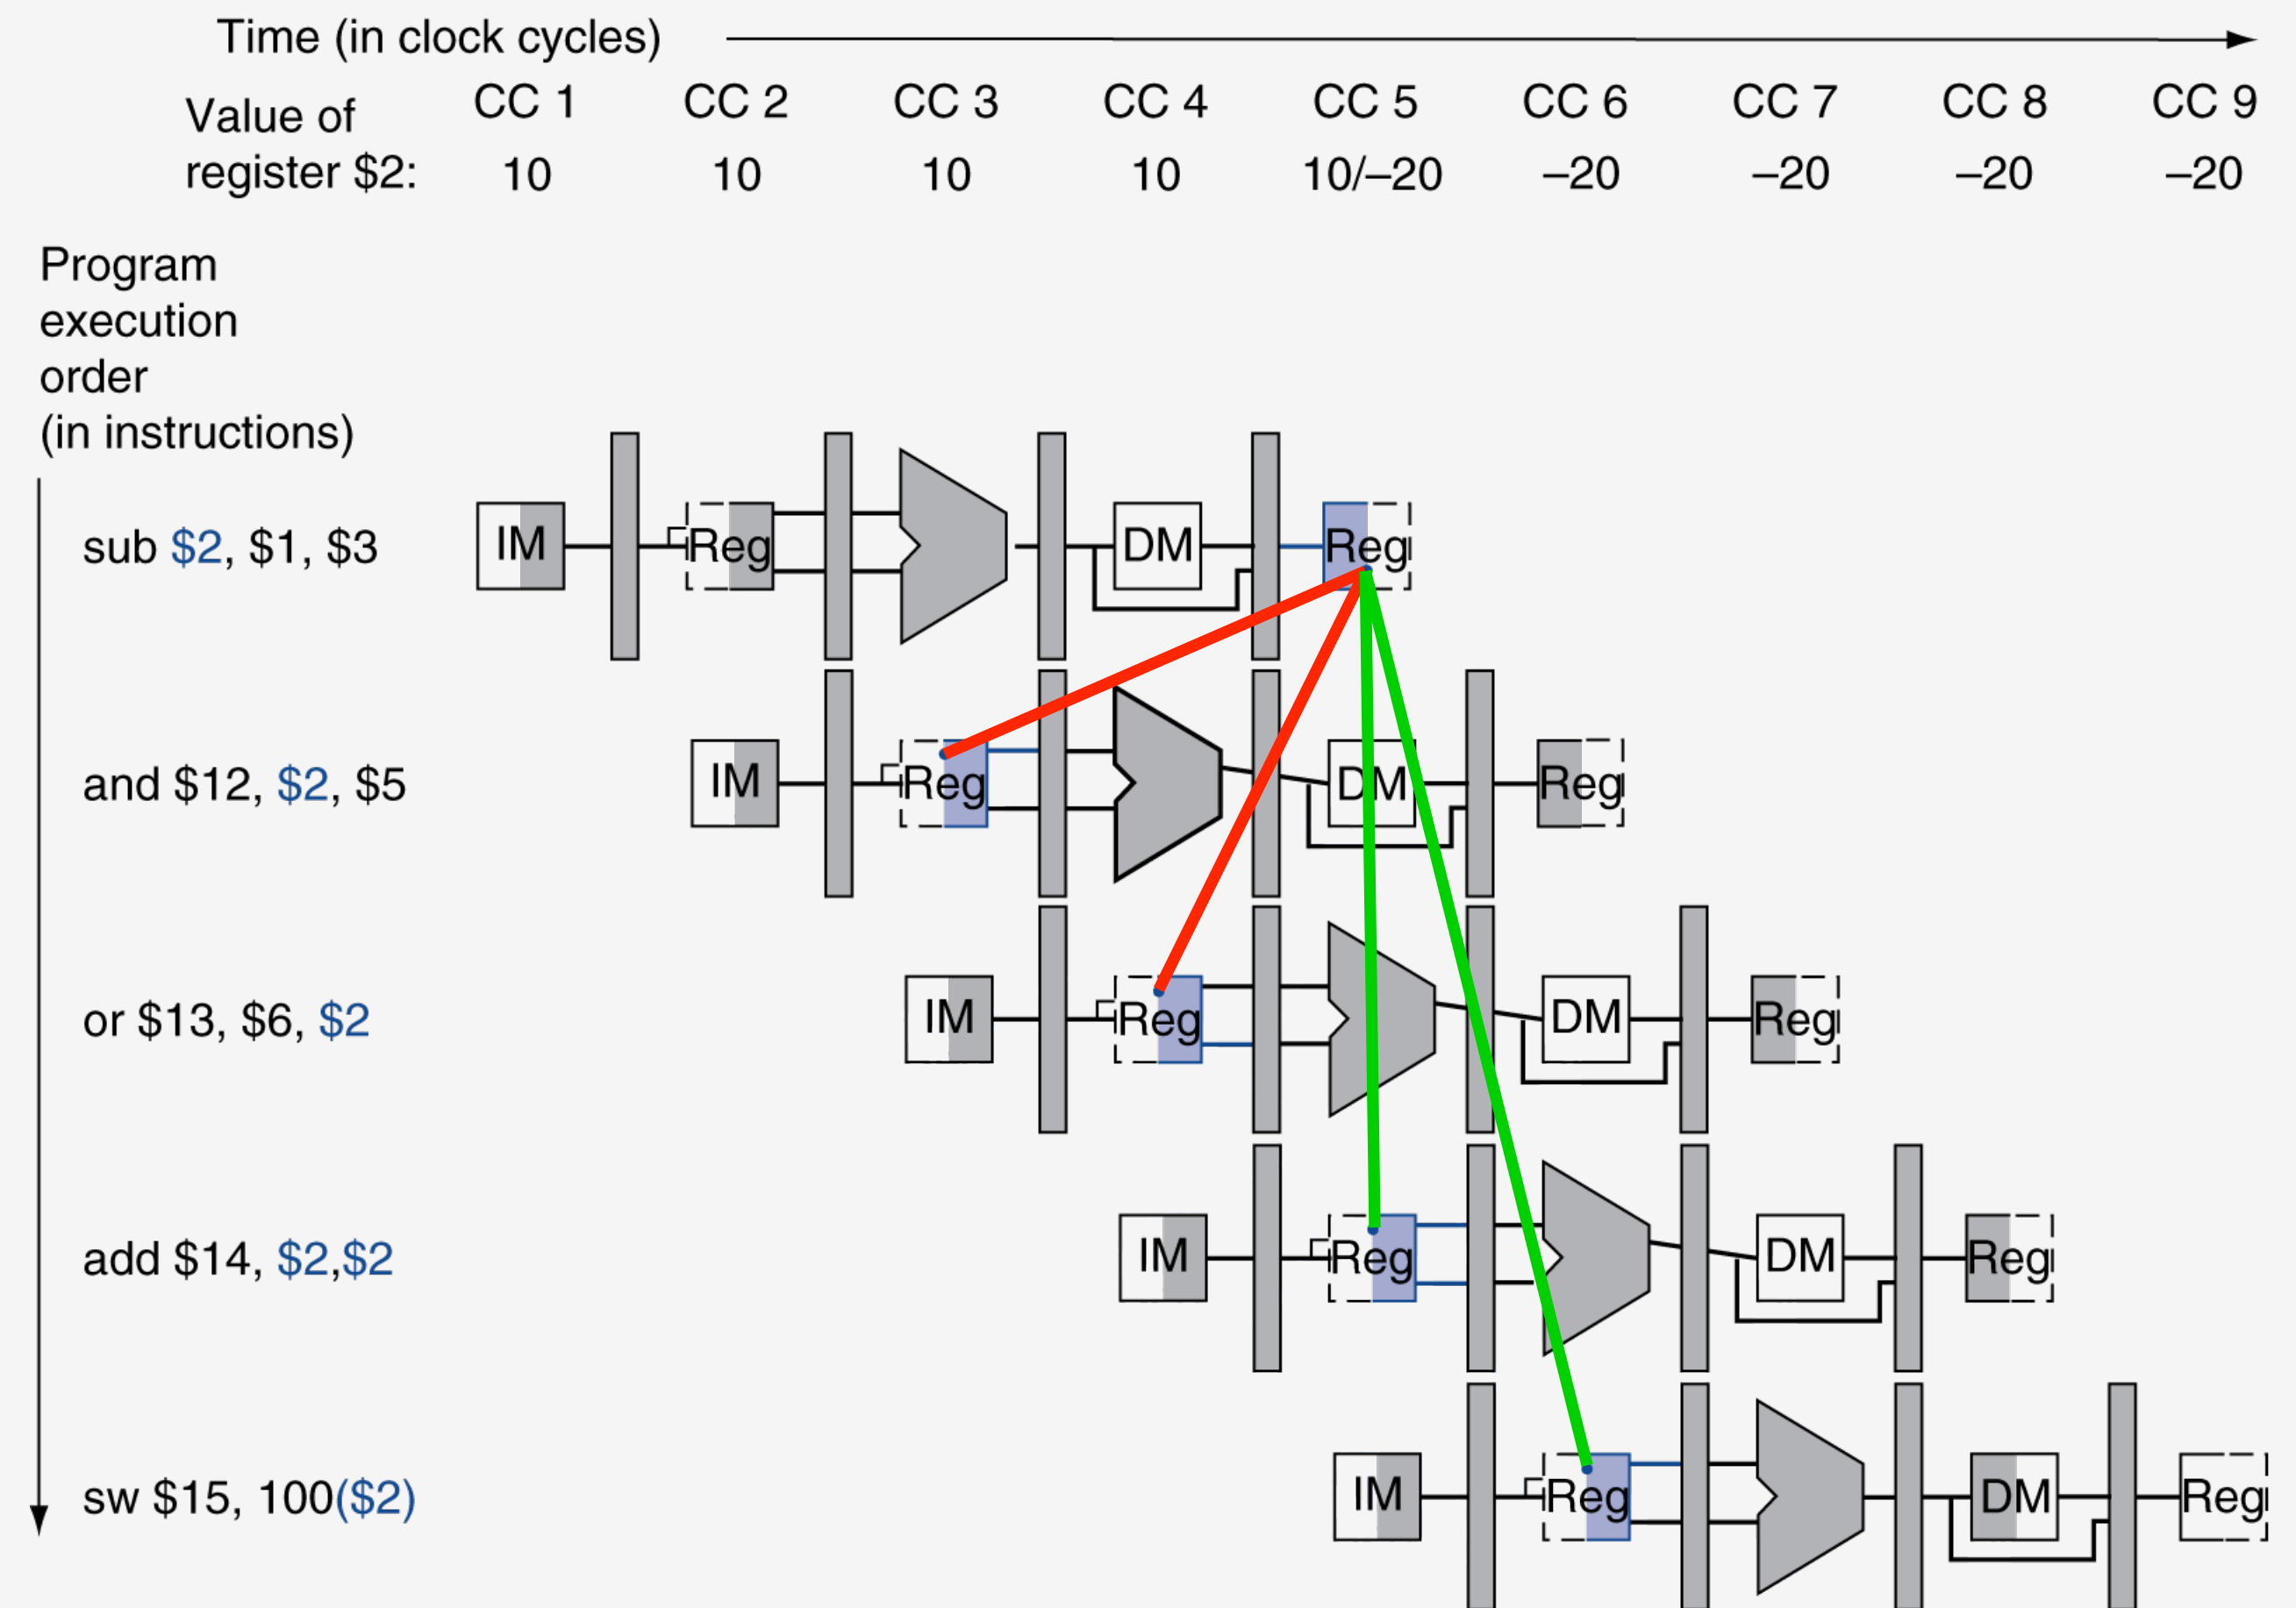 Time (in clock cycles)
CC 1 CC 2 CC 3 CC 4 CC 5 CC 6 CC 7 CC 8 CC 9
Value of
register $2: 10 10 10 10 10/–20 –20 –20 –20 –20
Program
execution
order
(in instructions)
sub $2, $1, $3 IM Reg DM Reg
and $12, $2, $5 IM Reg DM Reg
or $13, $6, $2 IM Reg DM Reg
add $14, $2,$2 IM Reg DM Reg
sw $15, 100($2) IM Reg DM Reg